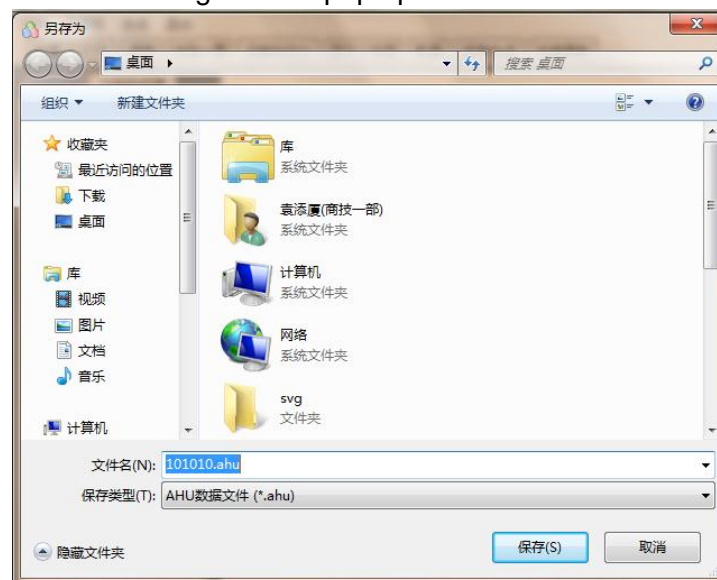 另存为
桌面
搜索 桌面
组织
新建文件夹
收藏夹
最近访问的位置
下载
桌面
库
视频
图片
文档
音乐
计算机
库
系统文件夹
袁添厦(商技一部)
系统文件夹
计算机
系统文件夹
网络
系统文件夹
svg
文件夹
文件名(N): 101010.ahu
保存类型(T): AHU数据文件 (*.ahu)
隐藏文件夹
保存(S)
取消